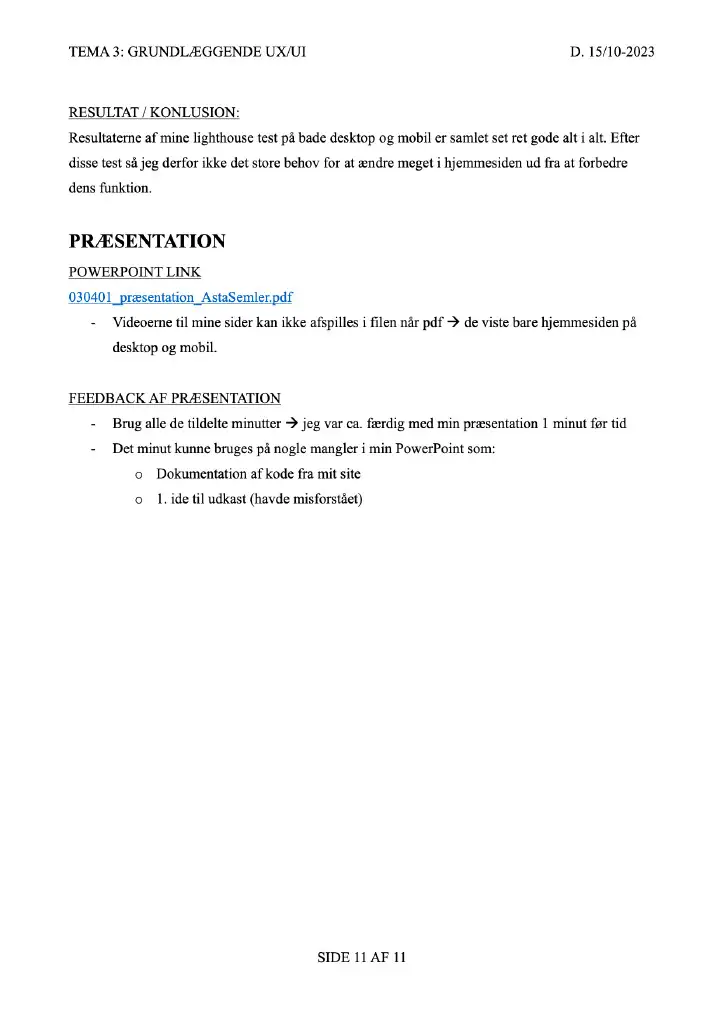 TEMA 3: GRUNDLÆGGENDE UX/UI D. 15/10-2023
RESULTAT / KONLUSION:
Resultaterne af mine lighthouse test på bade desktop og mobil er samlet set ret gode alt i alt. Efter
disse test så jeg derfor ikke det store behov for at ændre meget i hjemmesiden ud fra at forbedre
dens funktion.
PRÆSENTATION
POWERPOINT LINK
030401_præsentation_AstaSemler.pdf
- Videoerne til mine sider kan ikke afspilles i filen når pdf → de viste bare hjemmesiden på
desktop og mobil.
FEEDBACK AF PRÆSENTATION
- Brug alle de tildelte minutter → jeg var ca. færdig med min præsentation 1 minut før tid
- Det minut kunne bruges på nogle mangler i min PowerPoint som:
o Dokumentation af kode fra mit site
o 1. ide til udkast (havde misforstået)
SIDE 11 AF 11